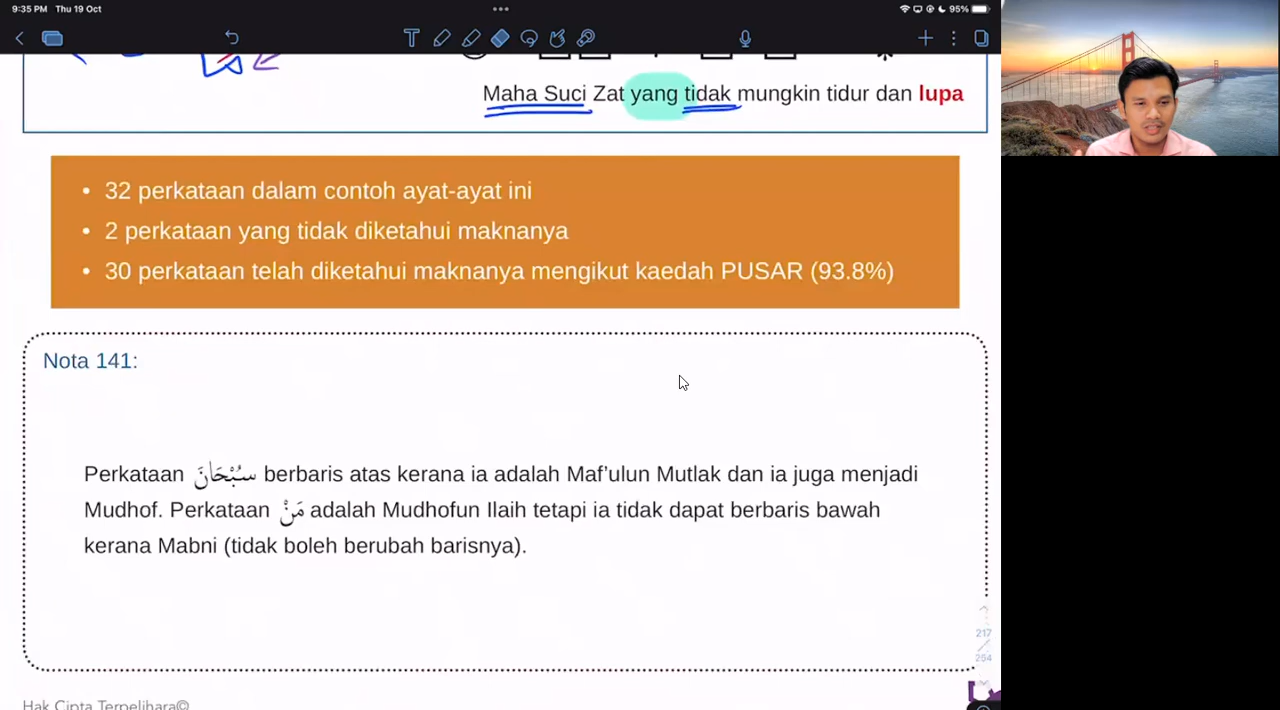 9:35 PM Thu 19 Oct
95%
Maha Suci Zat yang tidak mungkin tidur dan lupa
• 32 perkataan dalam contoh ayat-ayat ini
• 2 perkataan yang tidak diketahui maknanya
• 30 perkataan telah diketahui maknanya mengikut kaedah PUSAR (93.8%)
Nota 141:
Perkataan سُبْحَانَ berbaris atas kerana ia adalah Maf'ulun Mutlak dan ia juga menjadi
Mudhof. Perkataan مَنْ adalah Mudhofun Ilaih tetapi ia tidak dapat berbaris bawah
kerana Mabni (tidak boleh berubah barisnya).
217
254
Hak Cipta Terpelihara©